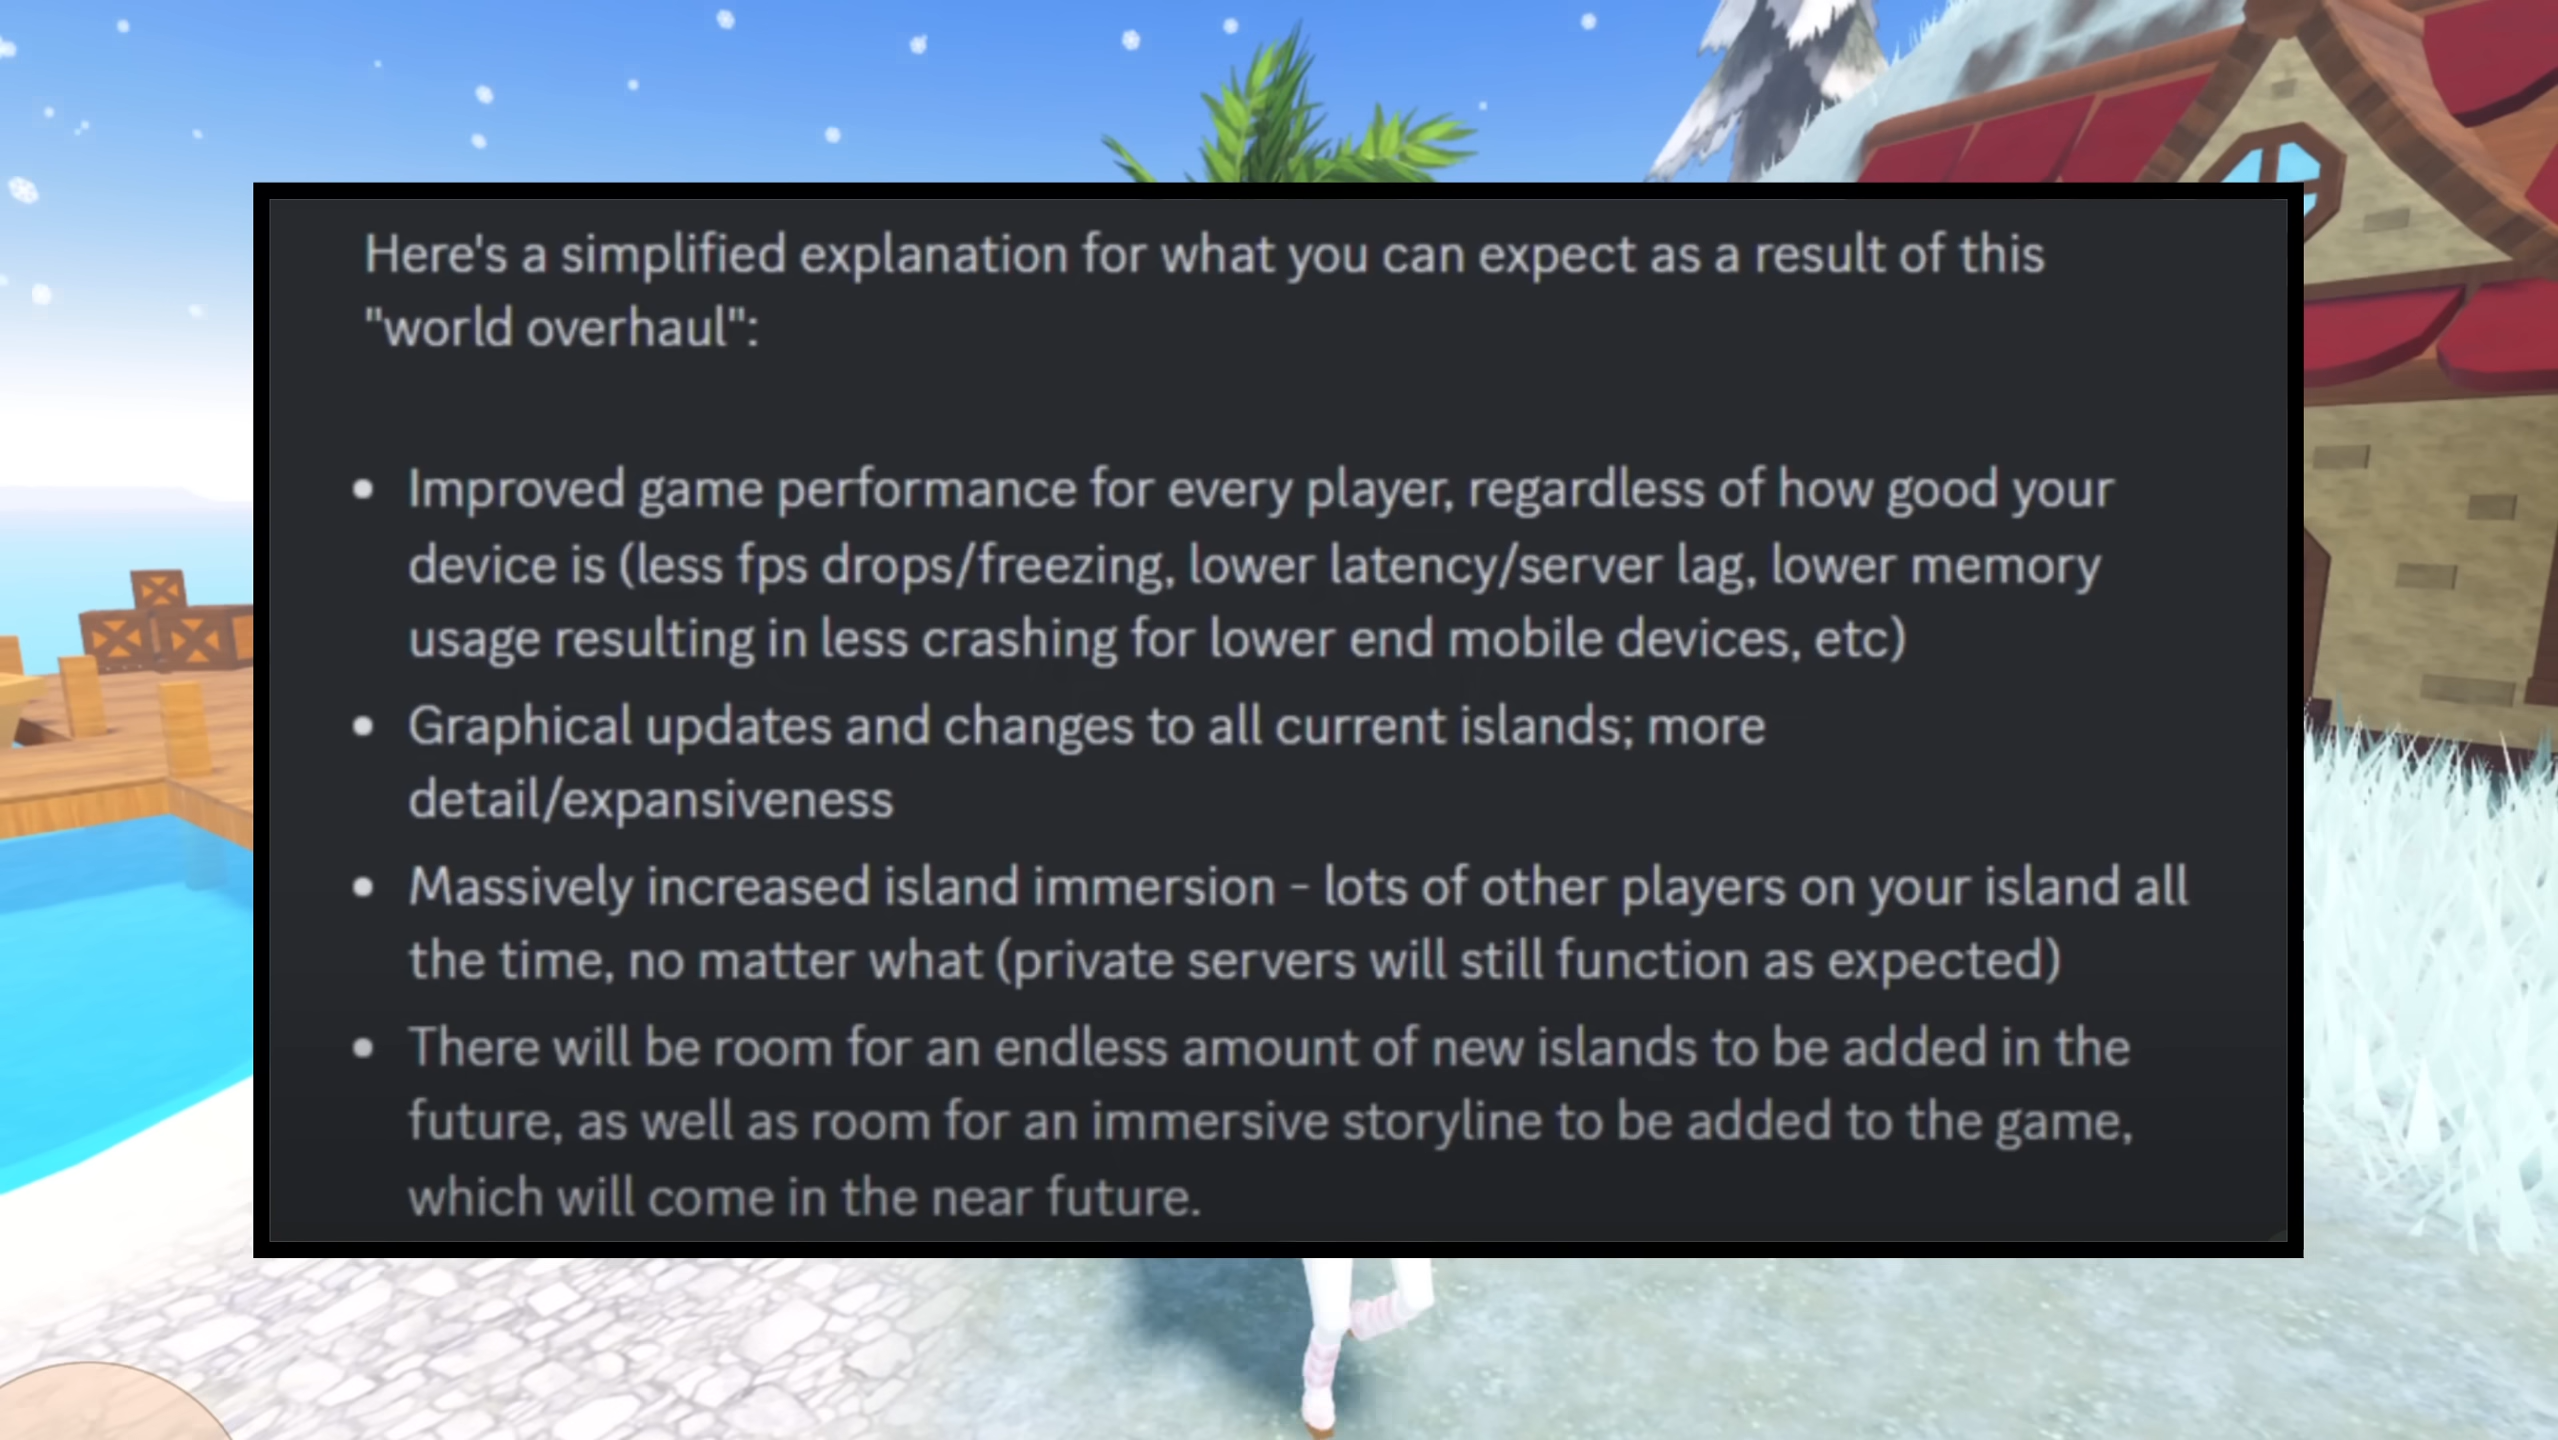 Here's a simplified explanation for what you can expect as a result of this
"world overhaul":
• Improved game performance for every player, regardless of how good your
device is (less fps drops/freezing, lower latency/server lag, lower memory
usage resulting in less crashing for lower end mobile devices, etc)
• Graphical updates and changes to all current islands; more
detail/expansiveness
• Massively increased island immersion - lots of other players on your island all
the time, no matter what (private servers will still function as expected)
• There will be room for an endless amount of new islands to be added in the
future, as well as room for an immersive storyline to be added to the game,
which will come in the near future.